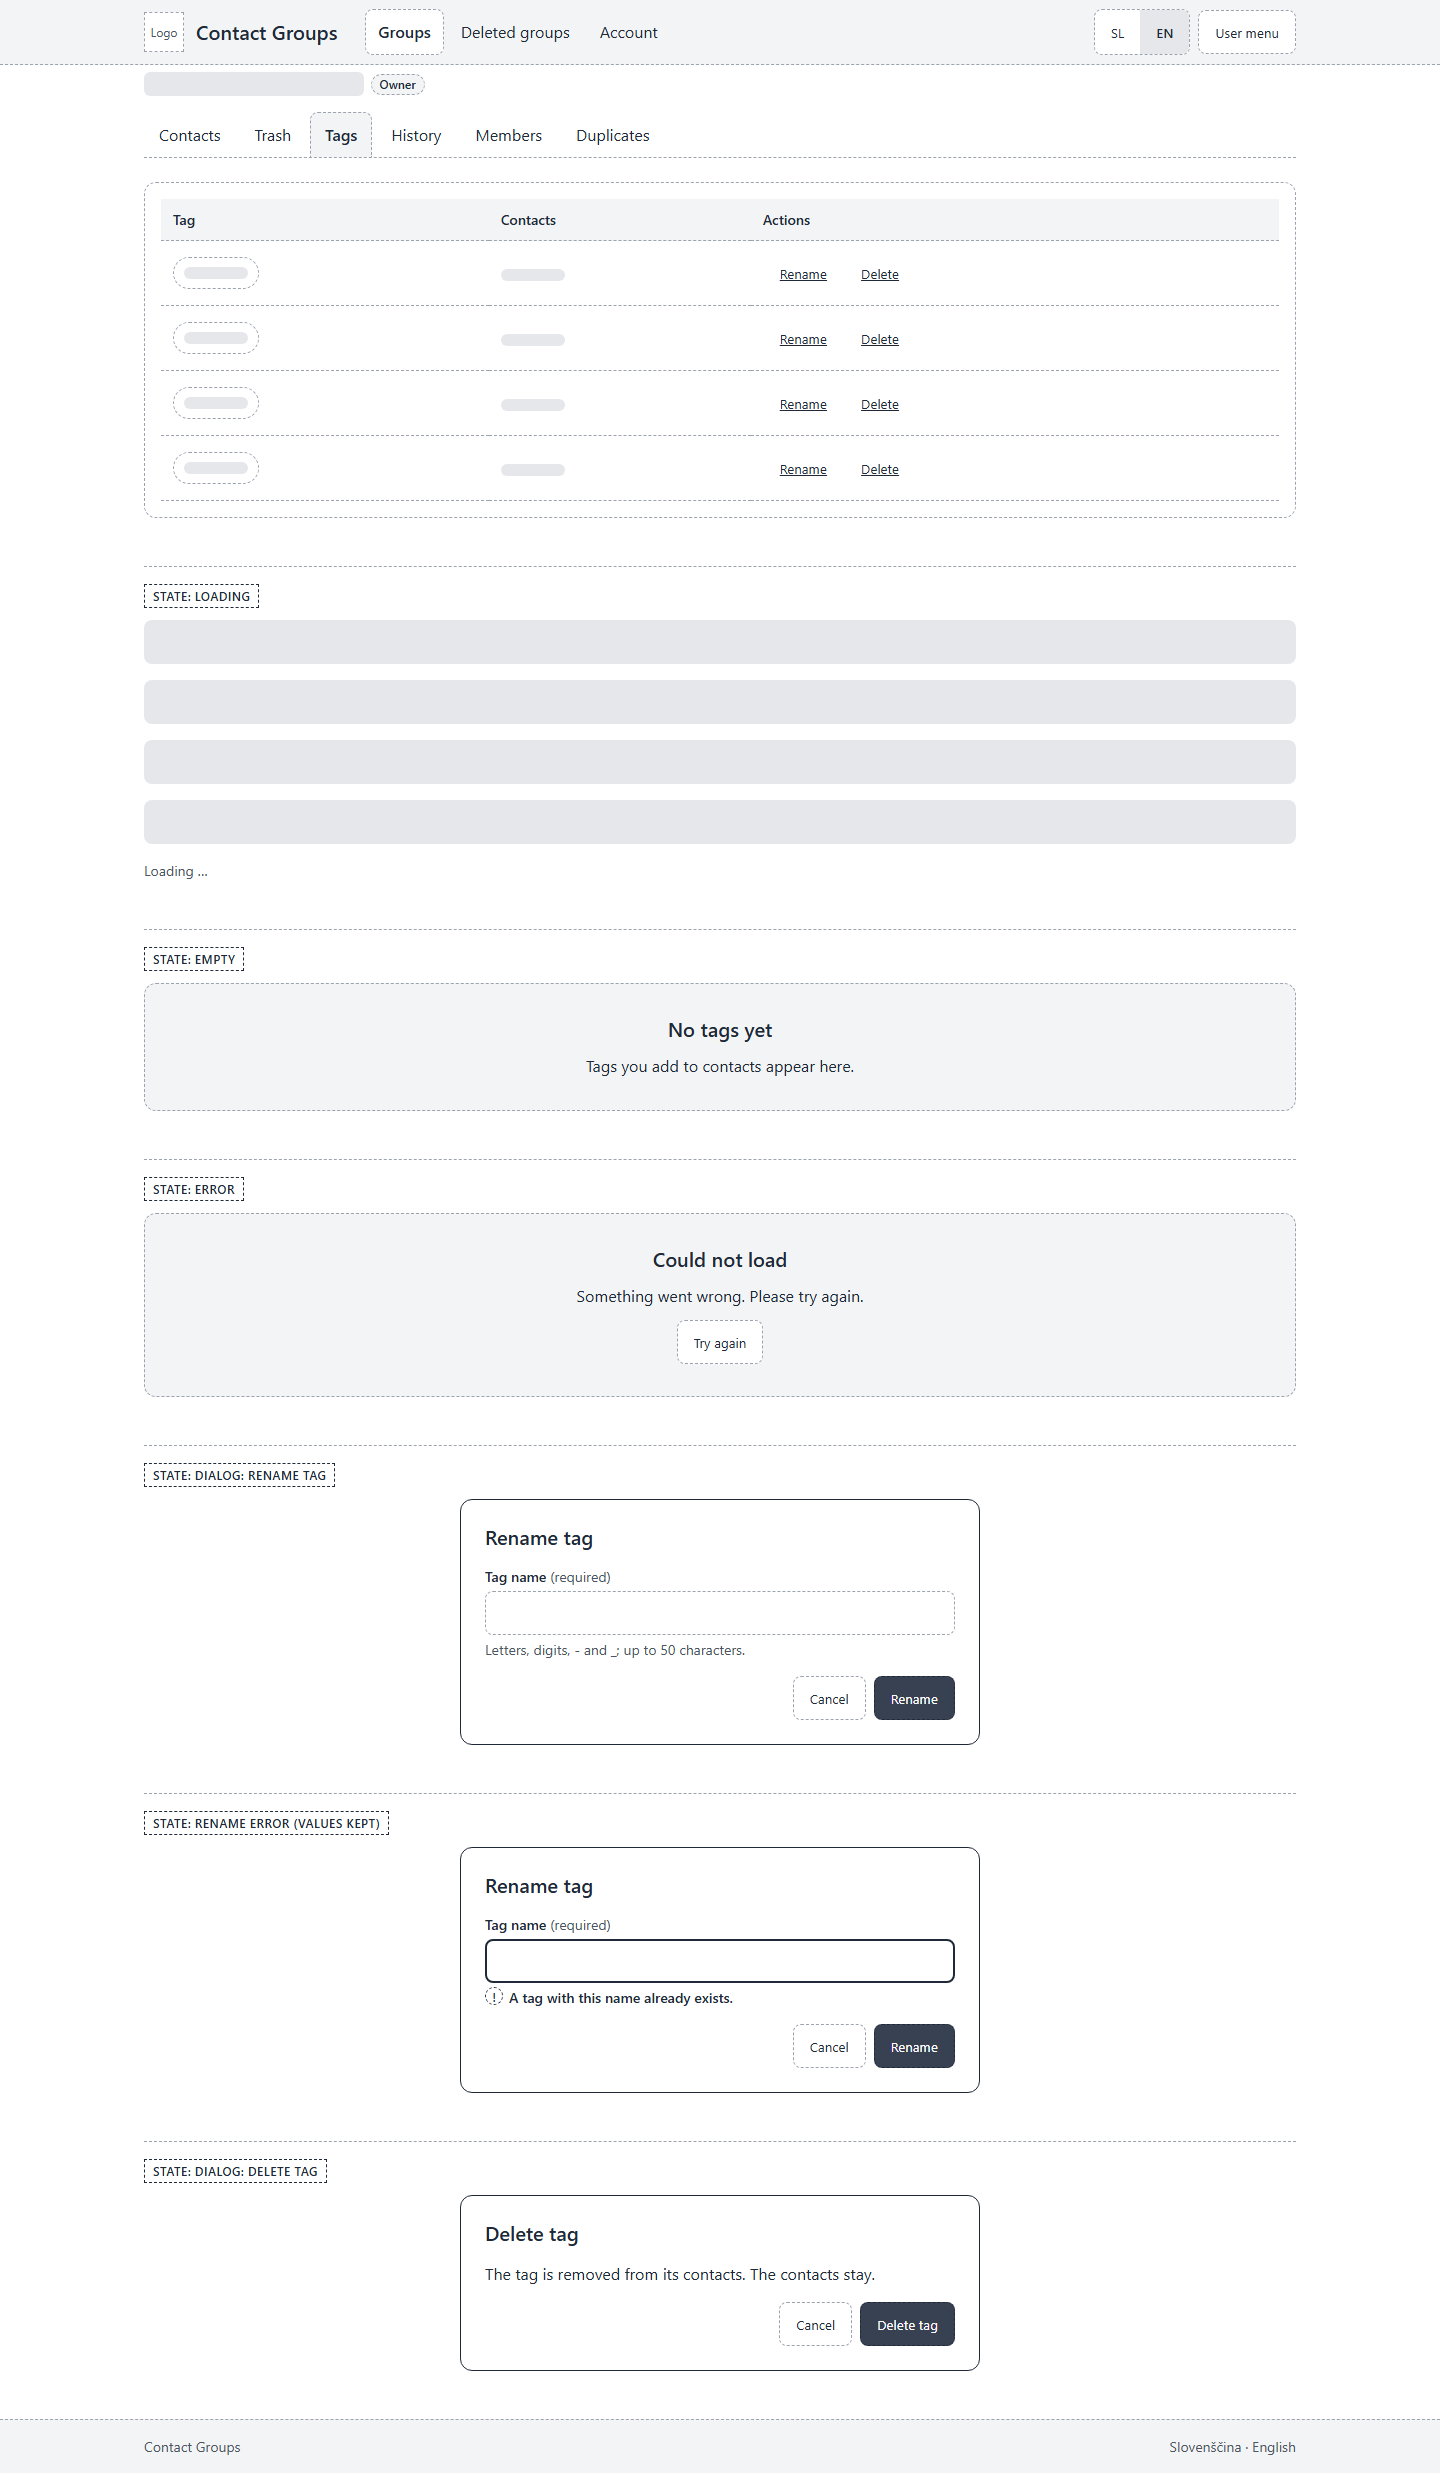 Logo Contact Groups Groups Deleted groups Account SL EN User menu
Owner
Contacts Trash Tags History Members Duplicates
Tag Contacts Actions
Rename Delete
Rename Delete
Rename Delete
Rename Delete
STATE: LOADING
Loading ...
STATE: EMPTY
No tags yet
Tags you add to contacts appear here.
STATE: ERROR
Could not load
Something went wrong. Please try again.
Try again
STATE: DIALOG: RENAME TAG
Rename tag
Tag name (required)
Letters, digits, - and _; up to 50 characters.
Cancel Rename
STATE: RENAME ERROR (VALUES KEPT)
Rename tag
Tag name (required)
! A tag with this name already exists.
Cancel Rename
STATE: DIALOG: DELETE TAG
Delete tag
The tag is removed from its contacts. The contacts stay.
Cancel Delete tag
Contact Groups Slovenščina · English